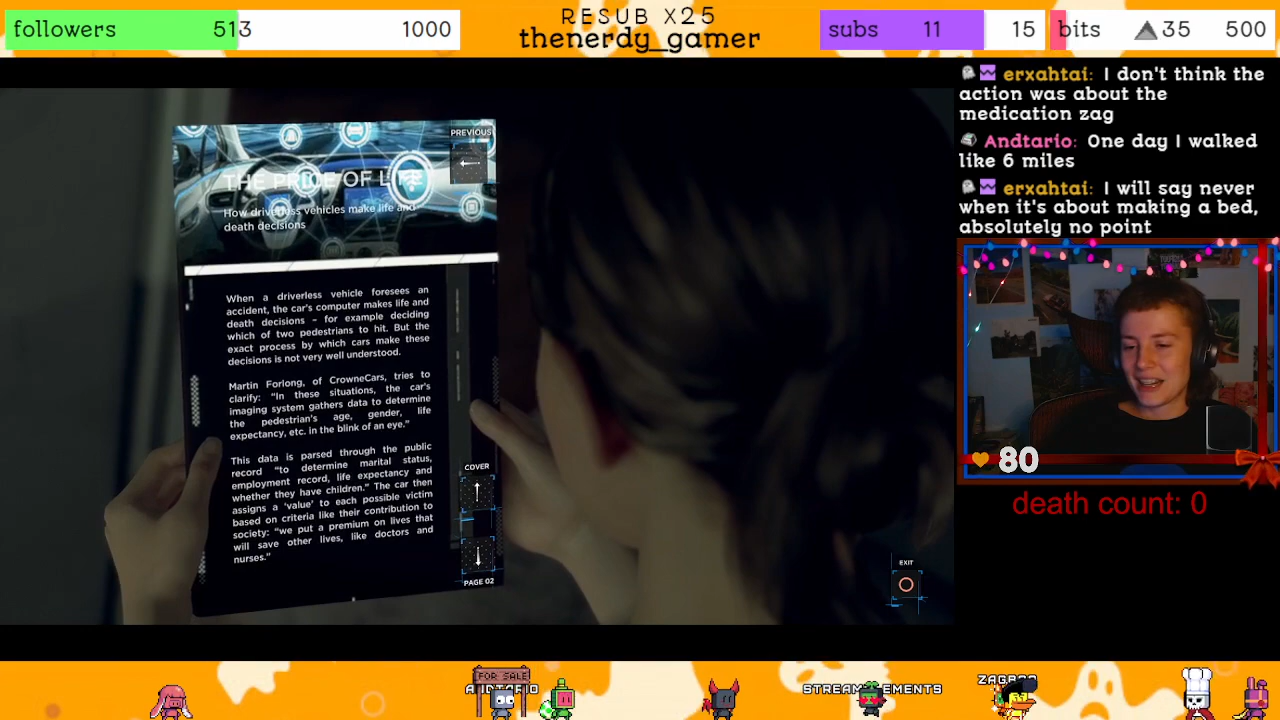 followers 513 1000
RESUB X25
thenerdy_gamer
subs 11 15
bits 35 500
erxahtai: I don't think the
action was about the
medication zag
Andtario: One day I walked
like 6 miles
erxahtai: I will say never
when it's about making a bed,
absolutely no point
80
death count: 0
PREVIOUS
THE PRICE OF LIFE
How driverless vehicles make life and
death decisions
When a driverless vehicle foresees an
accident, the car's computer makes life and
death decisions – for example deciding
which of two pedestrians to hit. But the
exact process by which cars make these
decisions is not very well understood.
Martin Forlong, of CrowneCars, tries to
clarify: “In these situations, the car's
imaging system gathers data to determine
the pedestrian's age, gender, life
expectancy, etc. in the blink of an eye.”
This data is parsed through the public
record “to determine marital status,
employment record, life expectancy and
whether they have children.” The car then
assigns a ‘value’ to each possible victim
based on criteria like their contribution to
society: “we put a premium on lives that
will save other lives, like doctors and
nurses.”
COVER
PAGE 02
EXIT
FOR SALE
ANDTARIO
STREAMELEMENTS